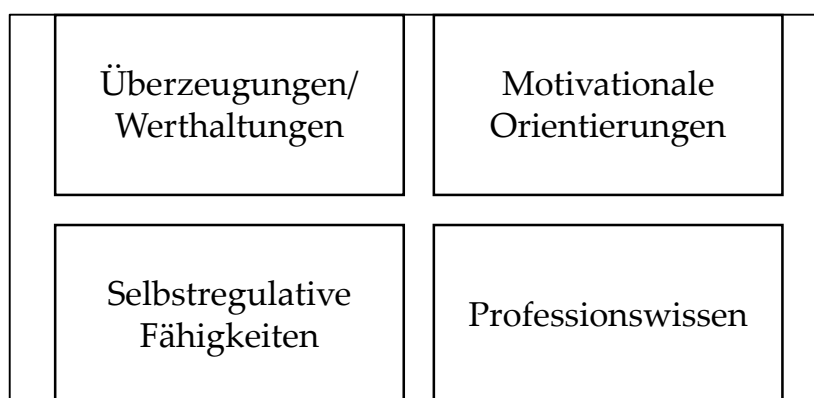 Überzeugungen/
Werthaltungen
Motivationale
Orientierungen
Selbstregulative
Fähigkeiten
Professionswissen